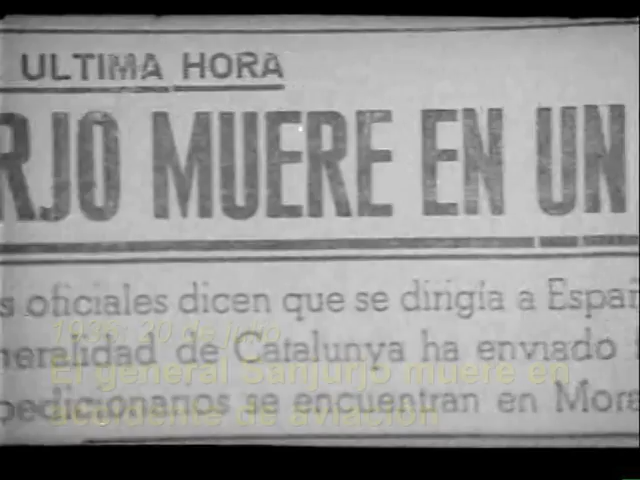 ULTIMA HORA
RJO MUERE EN UN
s oficiales dicen que se dirigía a Españ
neralidad de Catalunya ha enviado
pedicionarios se encuentran en Mora
1936: 20 de julio
El general Sanjurjo muere en
accidente de aviación